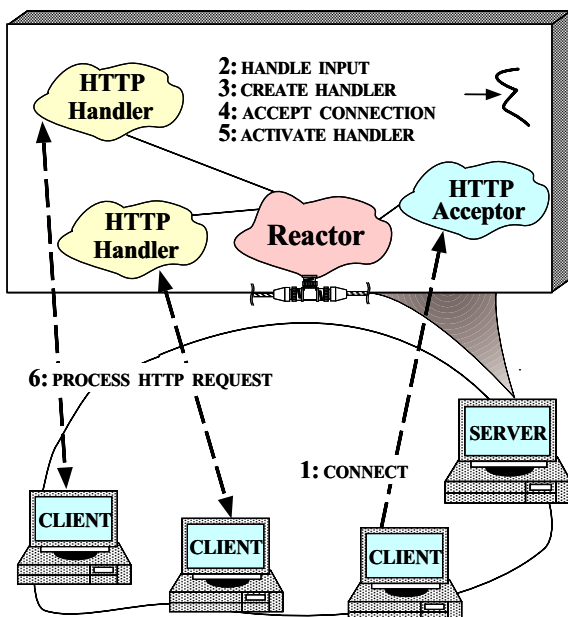 HTTP
Handler
2: HANDLE INPUT
3: CREATE HANDLER
4: ACCEPT CONNECTION
5: ACTIVATE HANDLER
HTTP
Handler
Reactor
HTTP
Acceptor
6: PROCESS HTTP REQUEST
1: CONNECT
SERVER
CLIENT
CLIENT
CLIENT